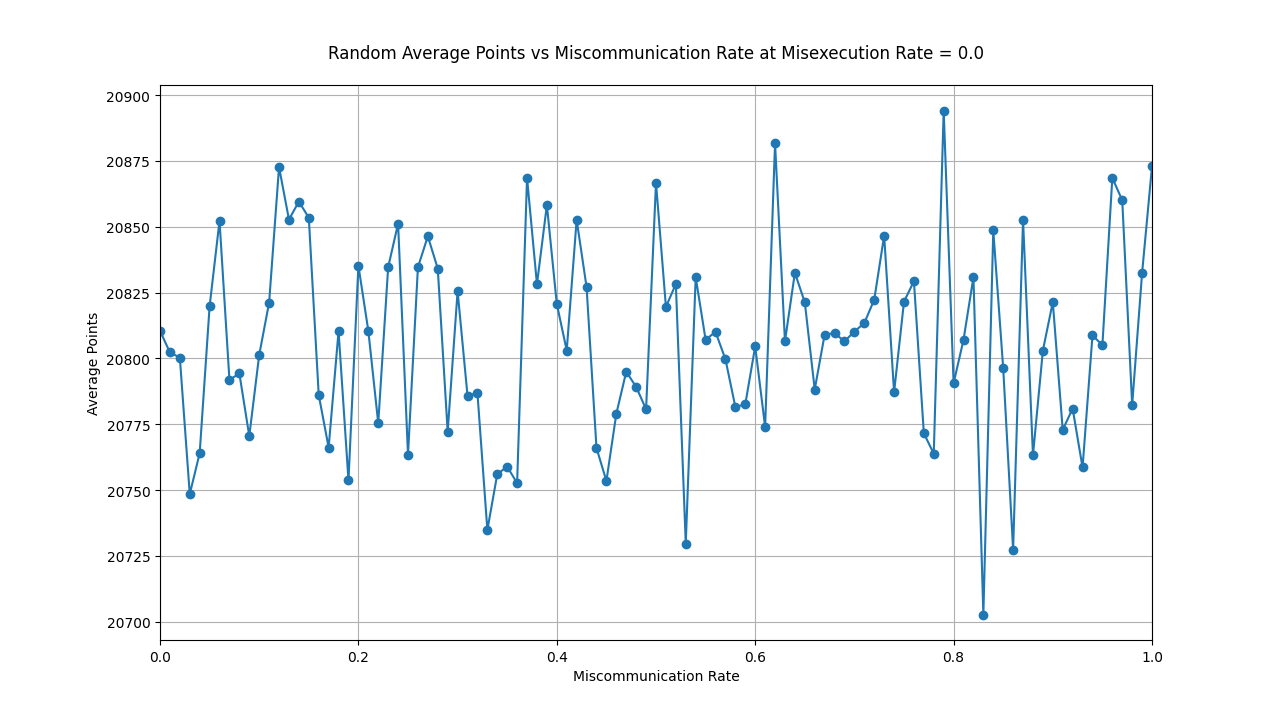 Random Average Points vs Miscommunication Rate at Misexecution Rate = 0.0
20900
20875
20850
20825
20800
20775
20750
20725
20700
Average Points
0.0 0.2 0.4 0.6 0.8 1.0
Miscommunication Rate